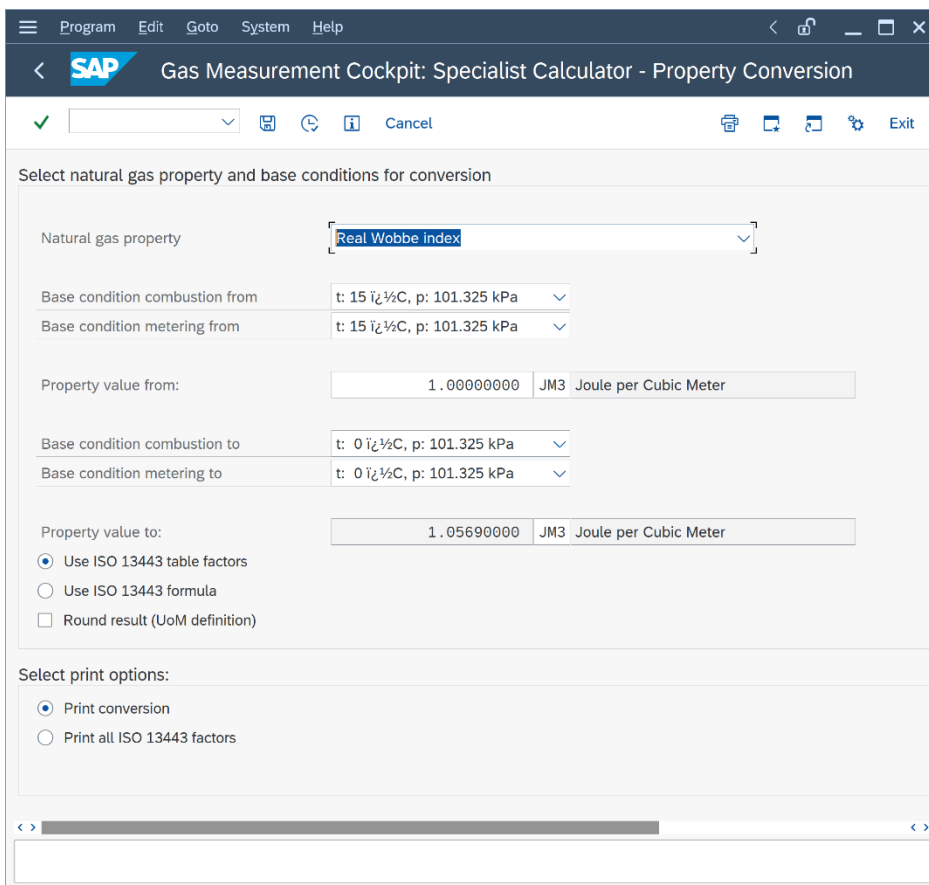 Program Edit Goto System Help
SAP Gas Measurement Cockpit: Specialist Calculator - Property Conversion
Cancel Exit
Select natural gas property and base conditions for conversion
Natural gas property Real Wobbe index
Base condition combustion from t: 15 ï¿½C, p: 101.325 kPa
Base condition metering from t: 15 ï¿½C, p: 101.325 kPa
Property value from: 1.00000000 JM3 Joule per Cubic Meter
Base condition combustion to t: 0 ï¿½C, p: 101.325 kPa
Base condition metering to t: 0 ï¿½C, p: 101.325 kPa
Property value to: 1.05690000 JM3 Joule per Cubic Meter
Use ISO 13443 table factors
Use ISO 13443 formula
Round result (UoM definition)
Select print options:
Print conversion
Print all ISO 13443 factors